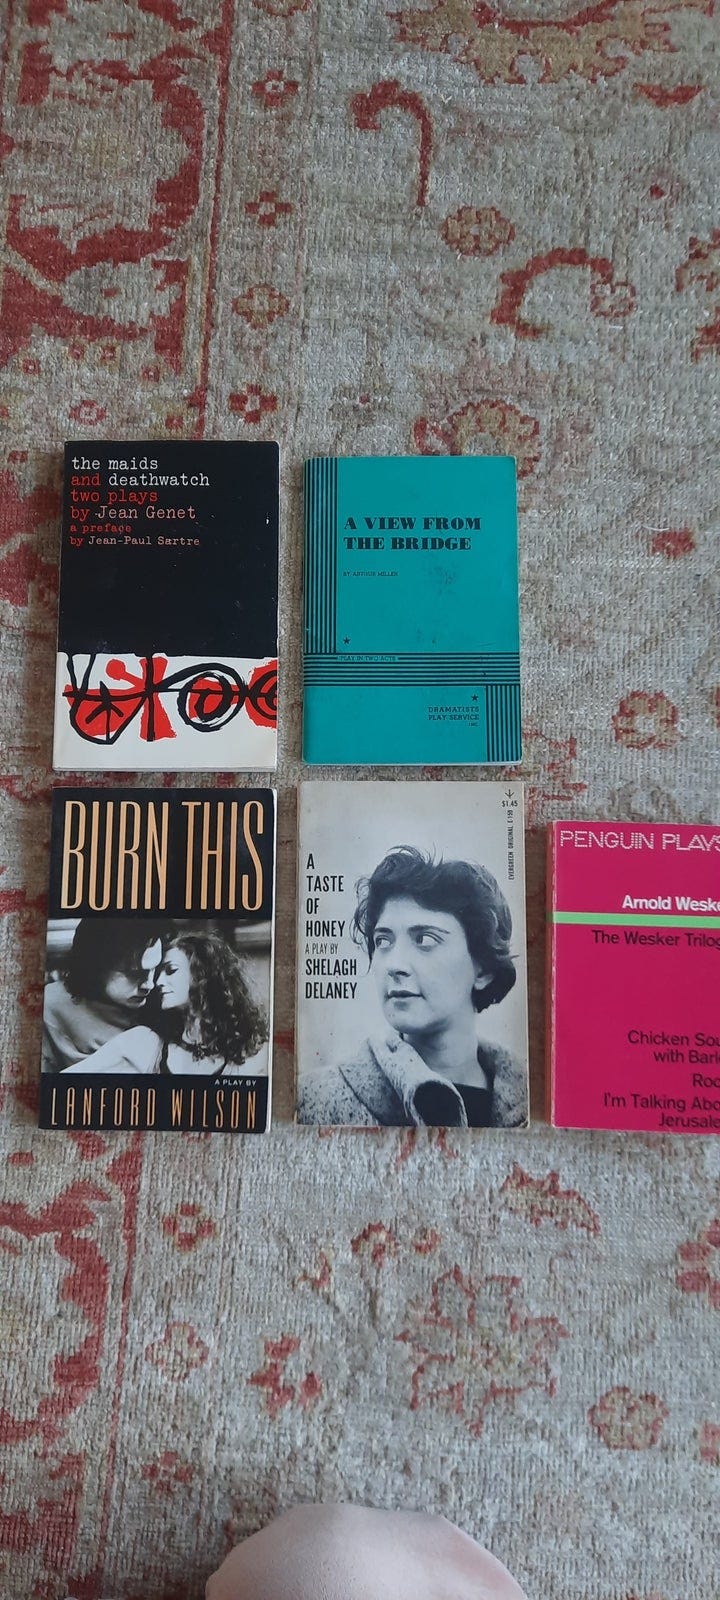 the maids
and deathwatch
two plays
by Jean Genet
a preface
by Jean-Paul Sartre
A VIEW FROM
THE BRIDGE
BY ARTHUR MILLER
PLAY IN TWO ACTS
DRAMATISTS
PLAY SERVICE
INC.
BURN THIS
A PLAY BY
LANFORD WILSON
$1.45
EVERGREEN ORIGINAL E-159
A
TASTE
OF
HONEY
A PLAY BY
SHELAGH
DELANEY
PENGUIN PLAYS
Arnold Weske
The Wesker Trilog
Chicken Sou
with Barl
Roo
I'm Talking Abo
Jerusale